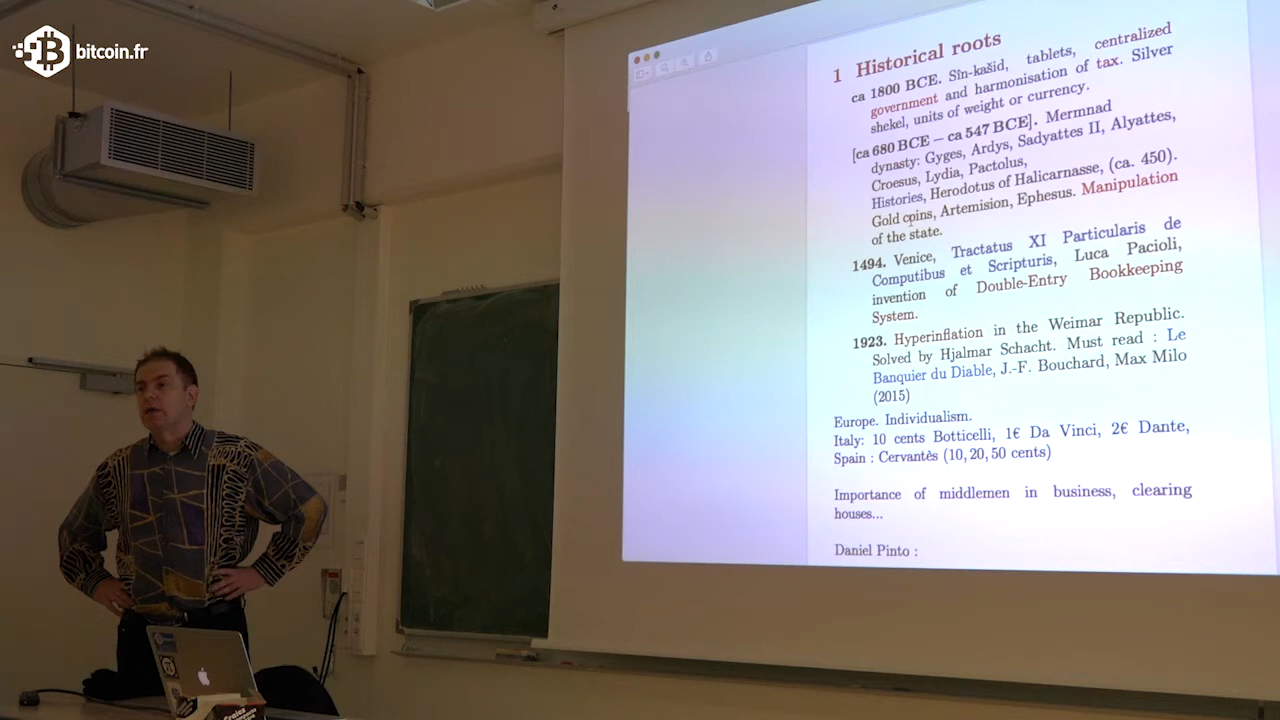 bitcoin.fr
1 Historical roots
ca 1800 BCE. Sîn-kašid, tablets, centralized
government and harmonisation of tax. Silver
shekel, units of weight or currency.
[ca 680 BCE – ca 547 BCE]. Mermnad
dynasty: Gyges, Ardys, Sadyattes II, Alyattes,
Croesus, Lydia, Pactolus,
Histories, Herodotus of Halicarnasse, (ca. 450).
Gold coins, Artemision, Ephesus. Manipulation
of the state.
1494. Venice, Tractatus XI Particularis de
Computibus et Scripturis, Luca Pacioli,
invention of Double-Entry Bookkeeping
System.
1923. Hyperinflation in the Weimar Republic.
Solved by Hjalmar Schacht. Must read : Le
Banquier du Diable, J.-F. Bouchard, Max Milo
(2015)
Europe. Individualism.
Italy: 10 cents Botticelli, 1€ Da Vinci, 2€ Dante,
Spain : Cervantès (10, 20, 50 cents)
Importance of middlemen in business, clearing
houses...
Daniel Pinto :